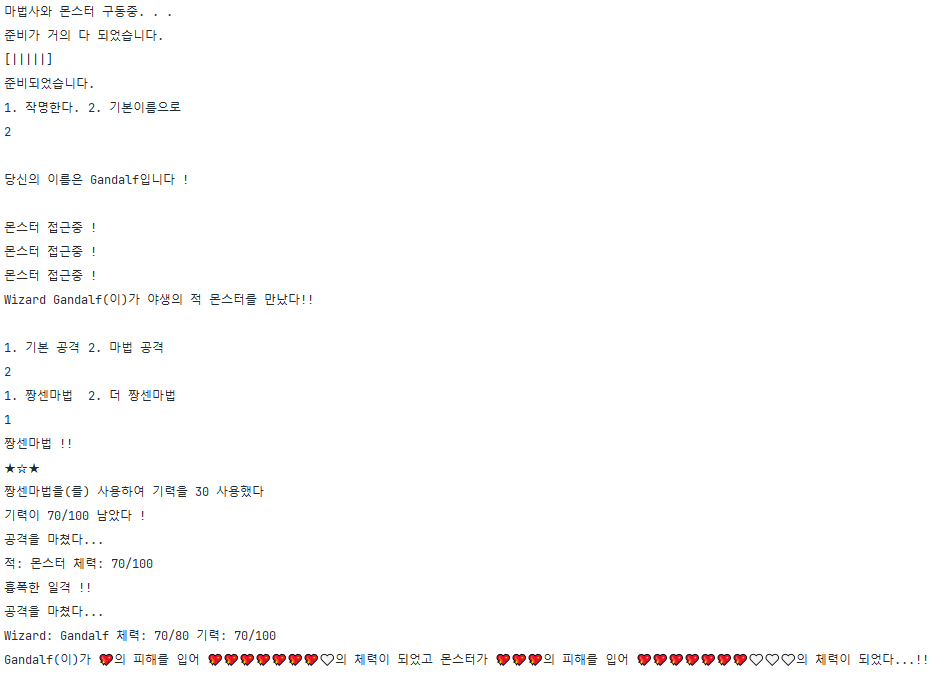 마법사와 몬스터 구동중. . .
준비가 거의 다 되었습니다.
[|||||]
준비되었습니다.
1. 작명한다. 2. 기본이름으로
2
당신의 이름은 Gandalf입니다 !
몬스터 접근중 !
몬스터 접근중 !
몬스터 접근중 !
Wizard Gandalf(이)가 야생의 적 몬스터를 만났다!!
1. 기본 공격 2. 마법 공격
2
1. 짱센마법  2. 더 짱센마법
1
짱센마법 !!
★☆★
짱센마법을(를) 사용하여 기력을 30 사용했다
기력이 70/100 남았다 !
공격을 마쳤다...
적: 몬스터 체력: 70/100
흉폭한 일격 !!
공격을 마쳤다...
Wizard: Gandalf 체력: 70/80 기력: 70/100
Gandalf(이)가 💖의 피해를 입어 💖💖💖💖💖💖💖🤍의 체력이 되었고 몬스터가 💖💖💖의 피해를 입어 💖💖💖💖💖💖💖🤍🤍🤍의 체력이 되었다...!!